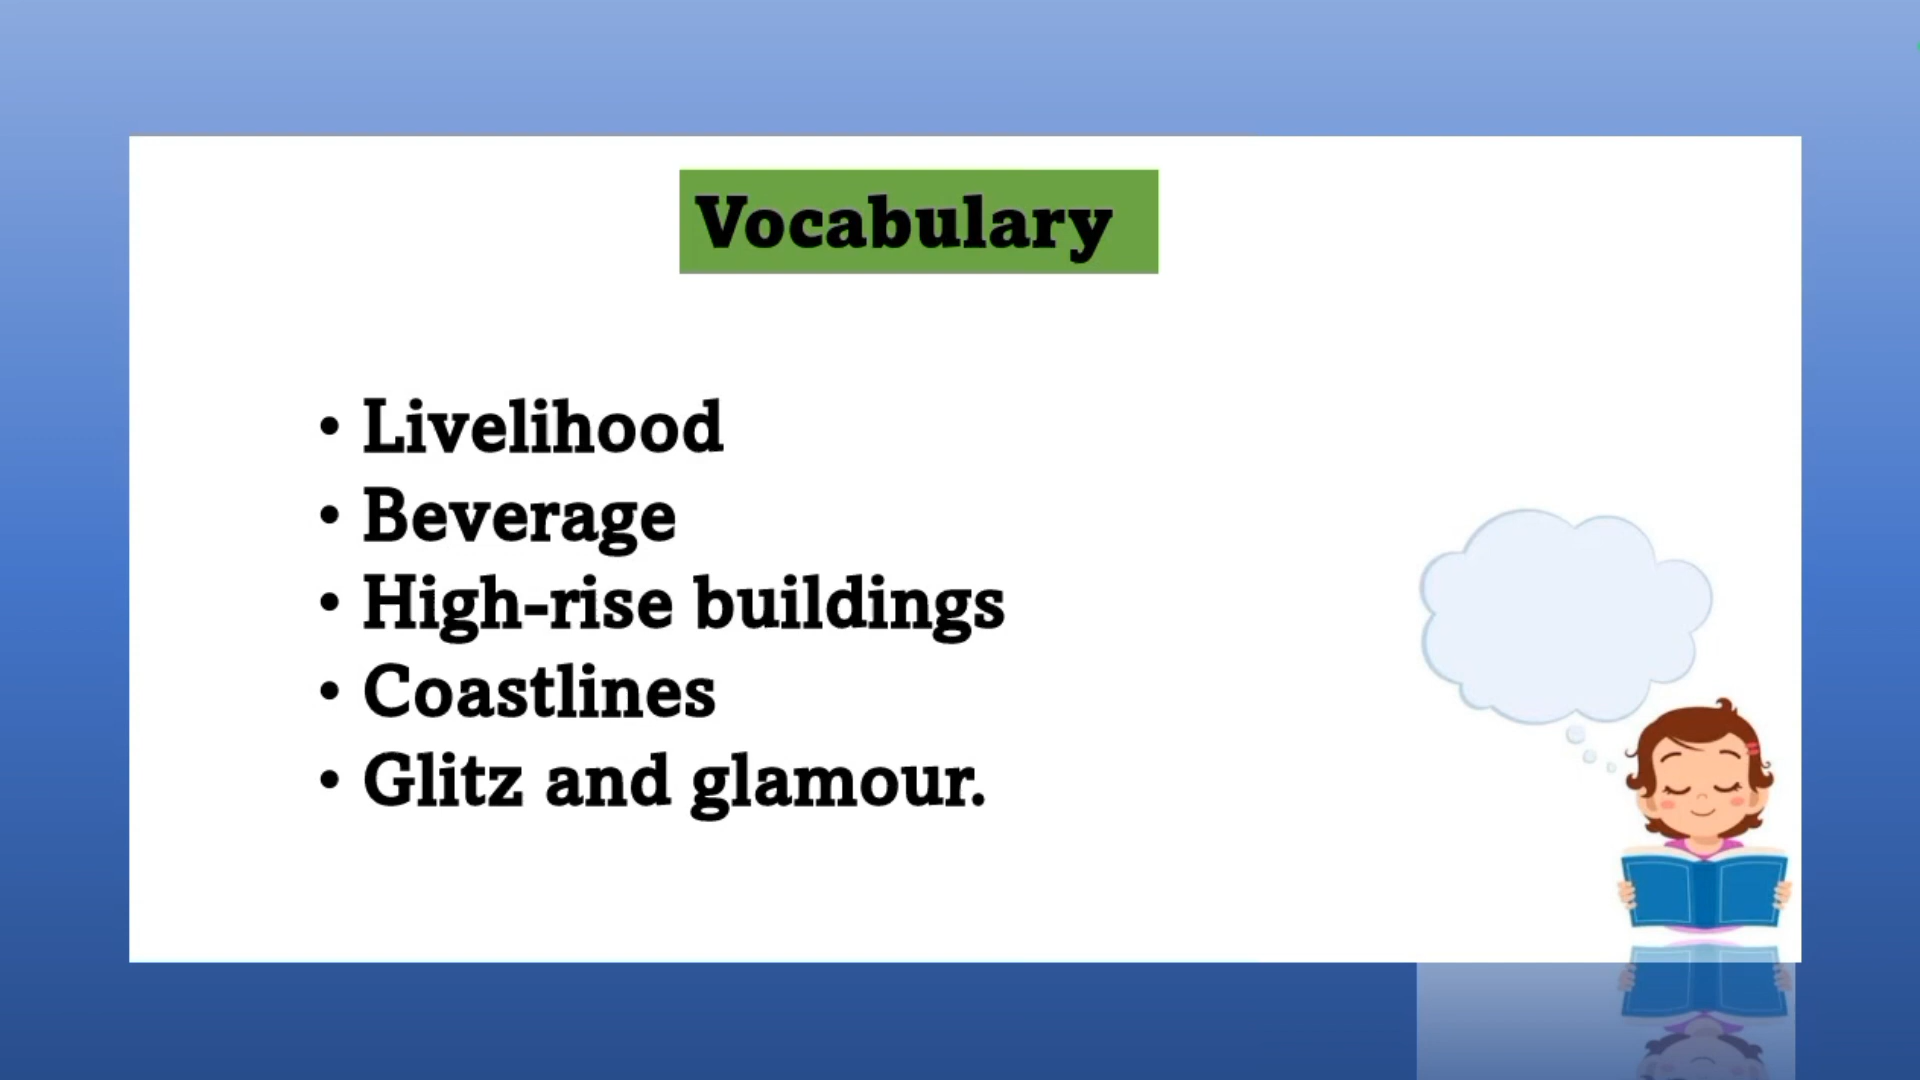 Vocabulary
• Livelihood
• Beverage
• High-rise buildings
• Coastlines
• Glitz and glamour.